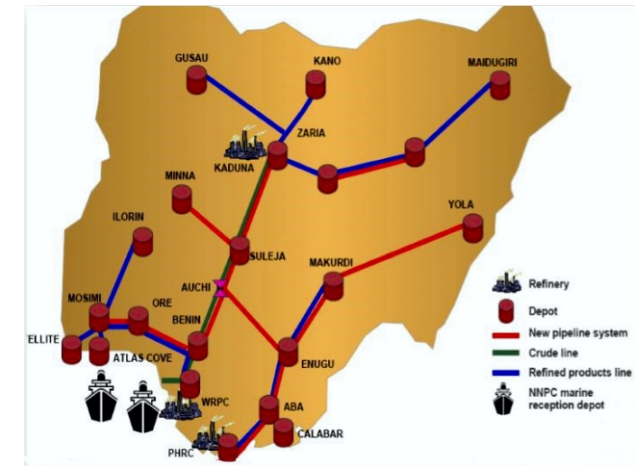 GUSAU
KANO
MAIDUGIRI
ZARIA
KADUNA
MINNA
YOLA
ILORIN
SULEJA
MAKURDI
AUCHI
MOSIMI
ORE
BENIN
TELLITE
ATLAS COVE
ENUGU
WRPC
ABA
CALABAR
PHRC
Refinery
Depot
New pipeline system
Crude line
Refined products line
NNPC marine
reception depot